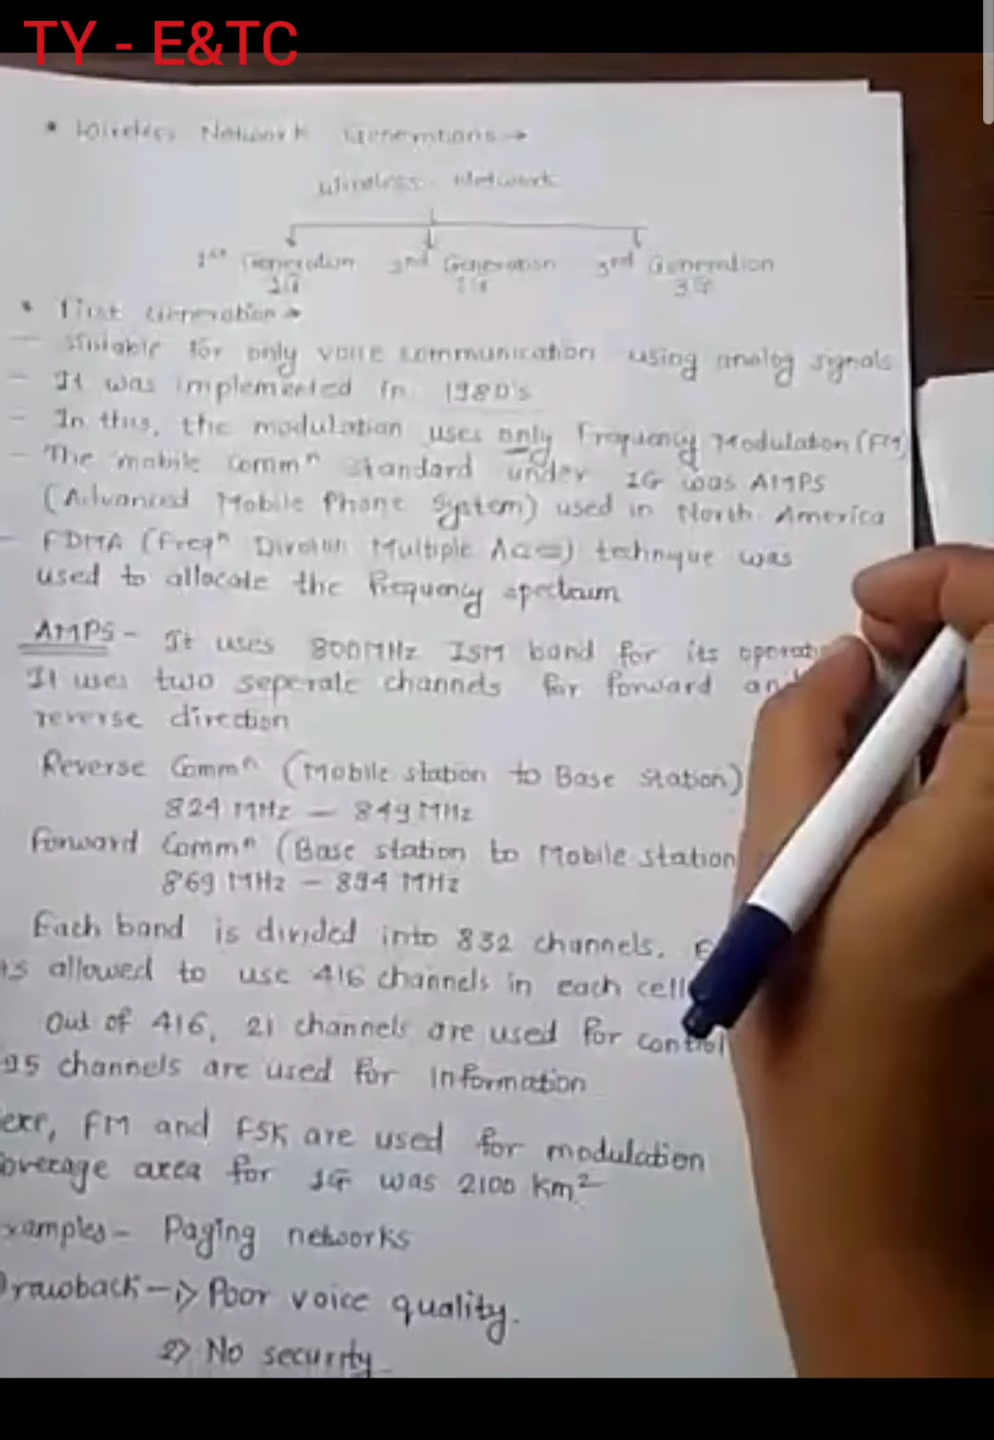 TY - E&TC
* Wireless Network Generations →
Wireless Network
1st Generation 2nd Generation 3rd Generation
1G 2G 3G
* First Generation →
- Suitable for only voice communication using analog signals
- It was implemented in 1980's
- In this, the modulation uses only Frequency Modulation (FM)
- The mobile commn standard under 1G was AMPS
(Advanced Mobile Phone System) used in North America
- FDMA (Freqn Division Multiple Access) technique was
used to allocate the frequency spectrum
AMPS - It uses 800MHz ISM band for its
It uses two seperate channels for forward and
reverse direction
Reverse Commn (Mobile station to Base station)
824 MHz - 849 MHz
Forward Commn (Base station to Mobile station
869 MHz - 894 MHz
Each band is divided into 832 channels.
allowed to use 416 channels in each cell
Out of 416, 21 channels are used for control
95 channels are used for information
FM and FSK are used for modulation
area for 1G was 2100 km²
Paging networks
1) Poor voice quality.
2) No security